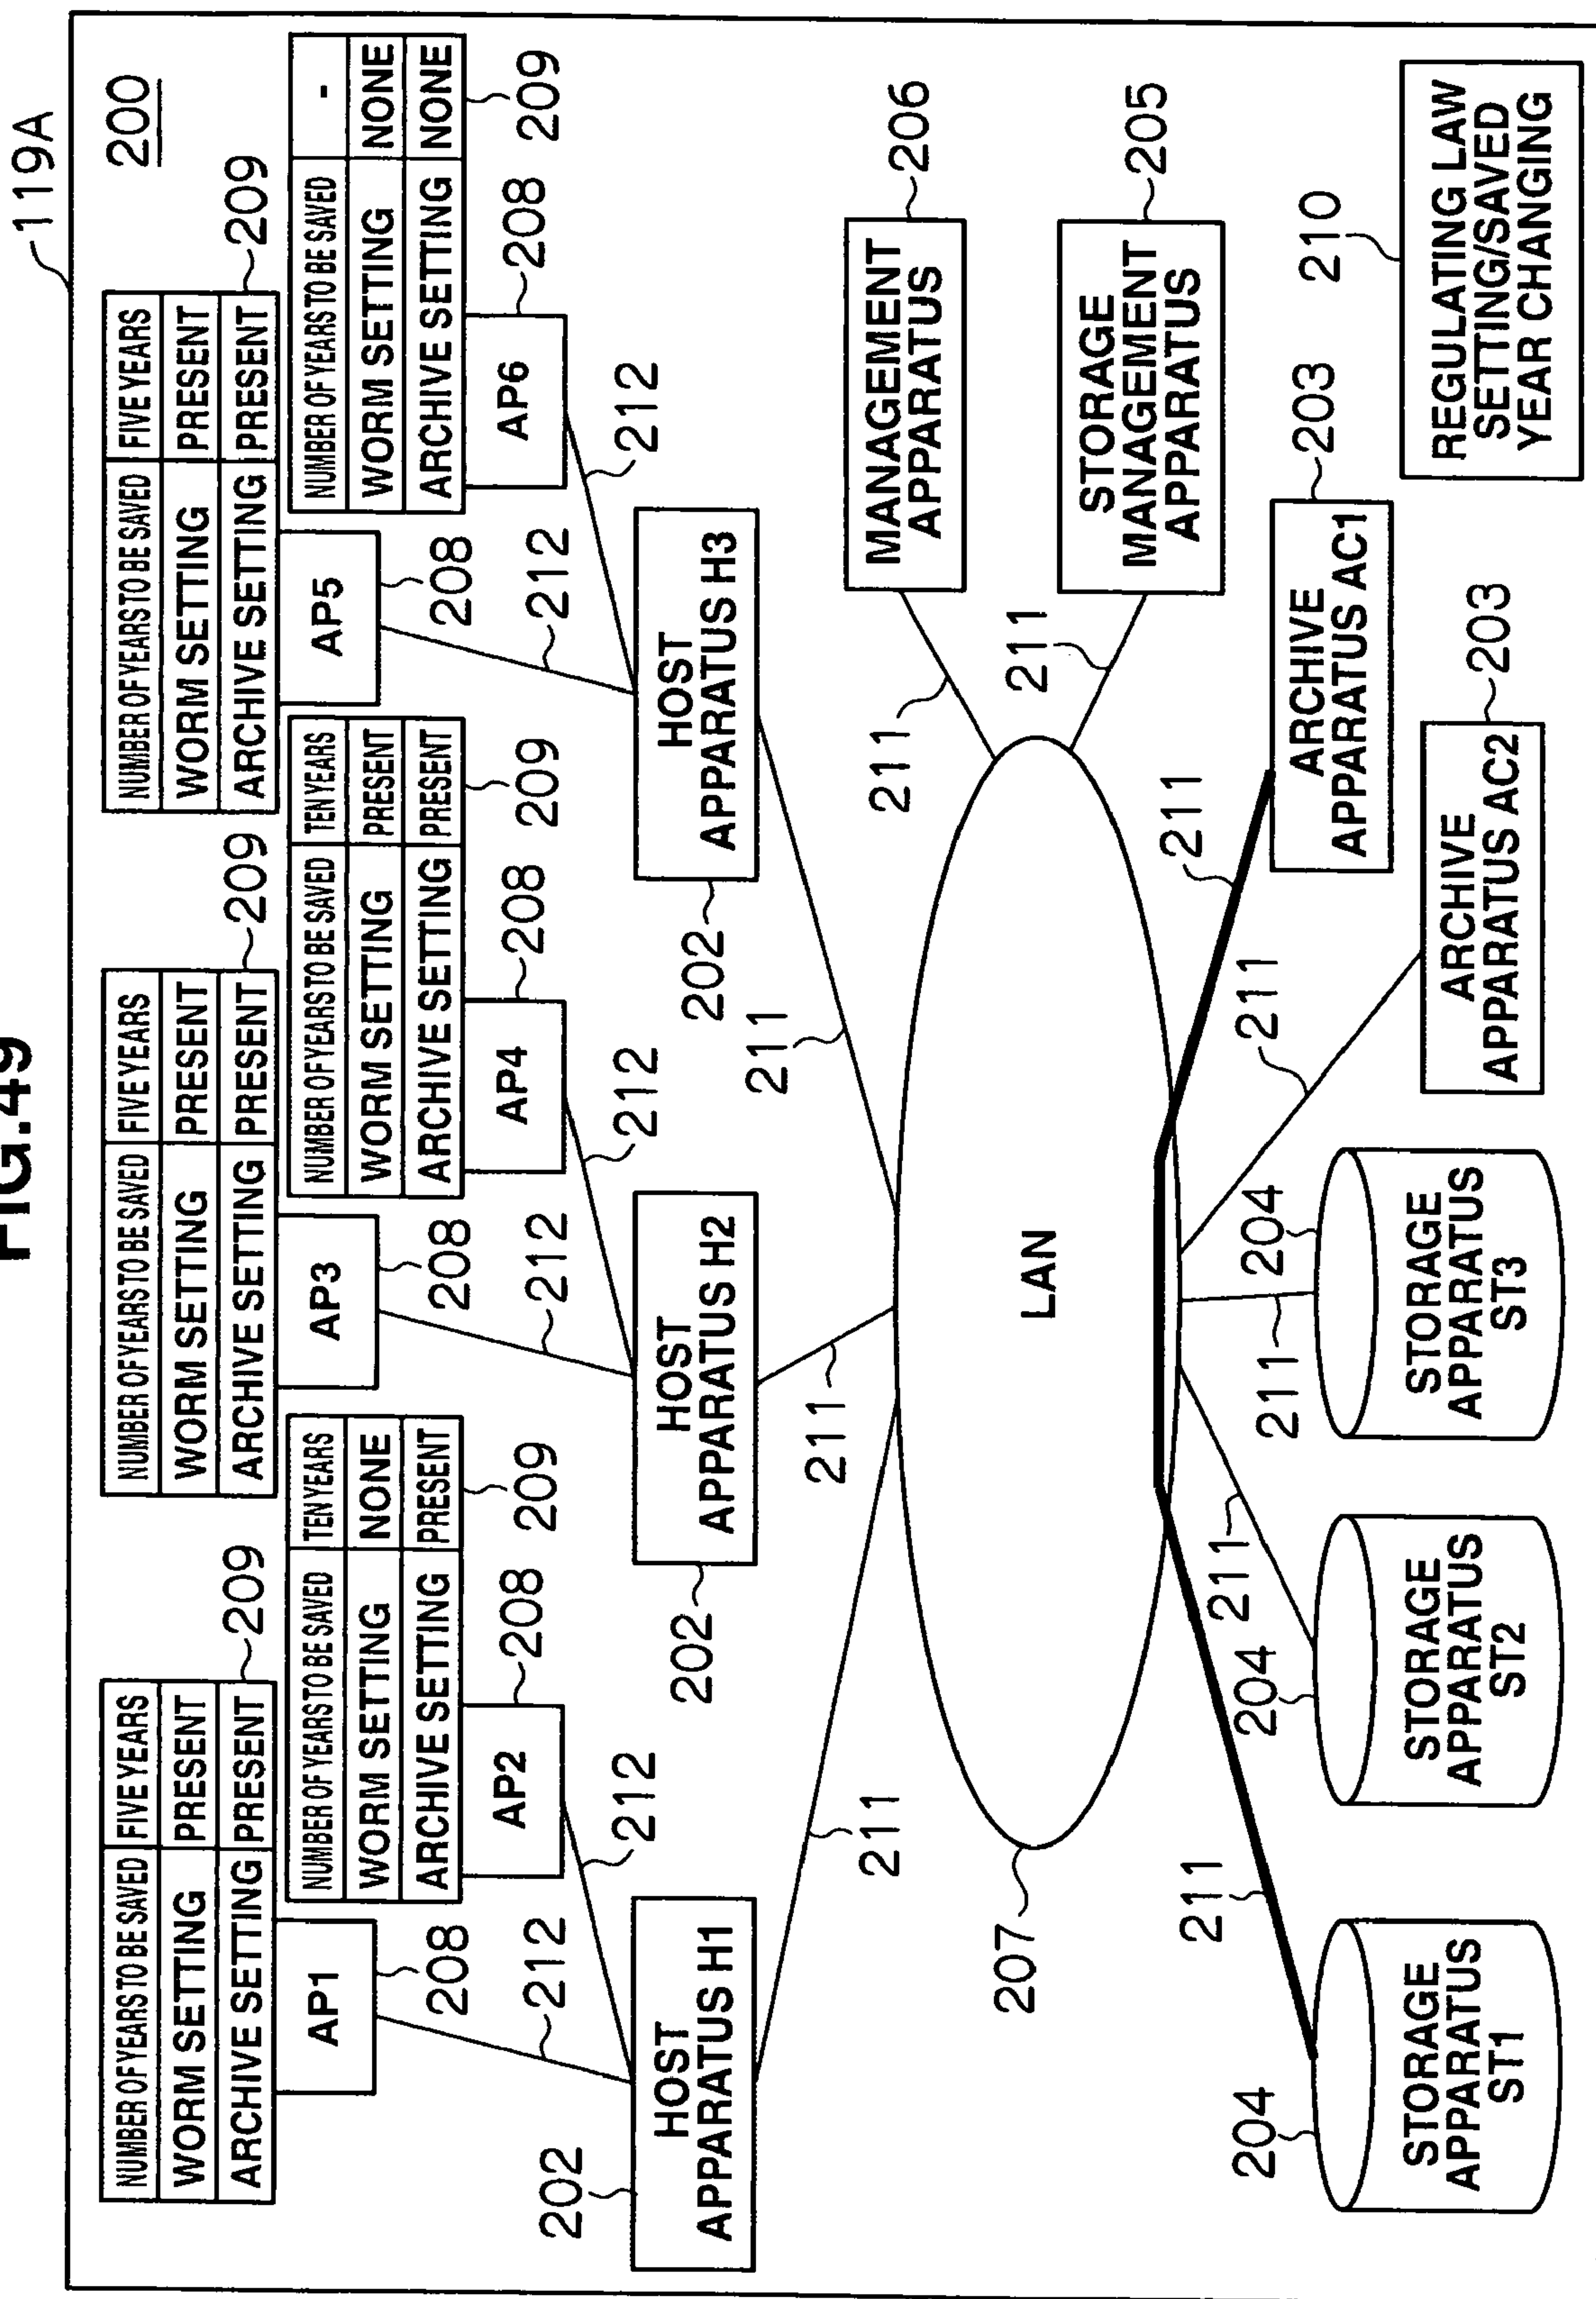 FIG.49
119A
200
NUMBER OF YEARS TO BE SAVED FIVE YEARS
WORM SETTING PRESENT
ARCHIVE SETTING PRESENT
209
AP1
208
212
NUMBER OF YEARS TO BE SAVED TEN YEARS
WORM SETTING NONE
ARCHIVE SETTING PRESENT
209
AP2
208
212
NUMBER OF YEARS TO BE SAVED FIVE YEARS
WORM SETTING PRESENT
ARCHIVE SETTING PRESENT
209
AP3
208
212
NUMBER OF YEARS TO BE SAVED TEN YEARS
WORM SETTING PRESENT
ARCHIVE SETTING PRESENT
209
AP4
208
212
NUMBER OF YEARS TO BE SAVED FIVE YEARS
WORM SETTING PRESENT
ARCHIVE SETTING PRESENT
209
AP5
208
212
NUMBER OF YEARS TO BE SAVED -
WORM SETTING NONE
ARCHIVE SETTING NONE
209
AP6
208
212
202
HOST
APPARATUS H1
211
202
HOST
APPARATUS H2
211
202
HOST
APPARATUS H3
211
207
LAN
211
MANAGEMENT
APPARATUS
206
211
STORAGE
MANAGEMENT
APPARATUS
205
204
STORAGE
APPARATUS
ST1
211
204
STORAGE
APPARATUS
ST2
211
204
STORAGE
APPARATUS
ST3
211
211
ARCHIVE
APPARATUS AC2
203
211
ARCHIVE
APPARATUS AC1
203
210
REGULATING LAW
SETTING/SAVED
YEAR CHANGING